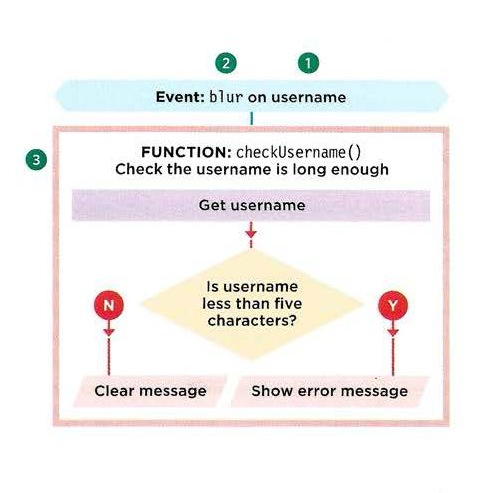 2 1
Event: blur on username
3
FUNCTION: checkUsername()
Check the username is long enough
Get username
Is username
less than five
characters?
N
Y
Clear message
Show error message